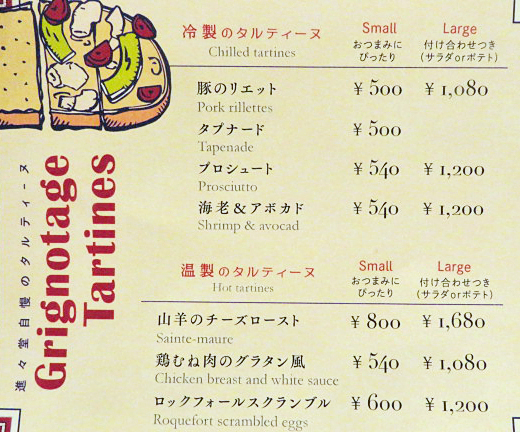 冷製のタルティーヌ Small Large
Chilled tartines おつまみに 付け合わせつき
ぴったり (サラダorポテト)
豚のリエット ¥500 ¥1,080
Pork rillettes
タプナード ¥500
Tapenade
プロシュート ¥540 ¥1,200
Prosciutto
海老&アボカド ¥540 ¥1,200
Shrimp & avocad
進々堂自慢のタルティーヌ
Grignotage
Tartines
温製のタルティーヌ Small Large
Hot tartines おつまみに 付け合わせつき
ぴったり (サラダorポテト)
山羊のチーズロースト ¥800 ¥1,680
Sainte-maure
鶏むね肉のグラタン風 ¥540 ¥1,080
Chicken breast and white sauce
ロックフォールスクランブル ¥600 ¥1,200
Roquefort scrambled eggs